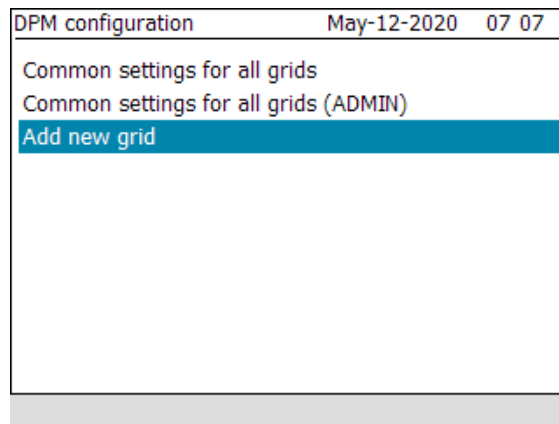 DPM configuration May-12-2020 07 07
Common settings for all grids
Common settings for all grids (ADMIN)
Add new grid